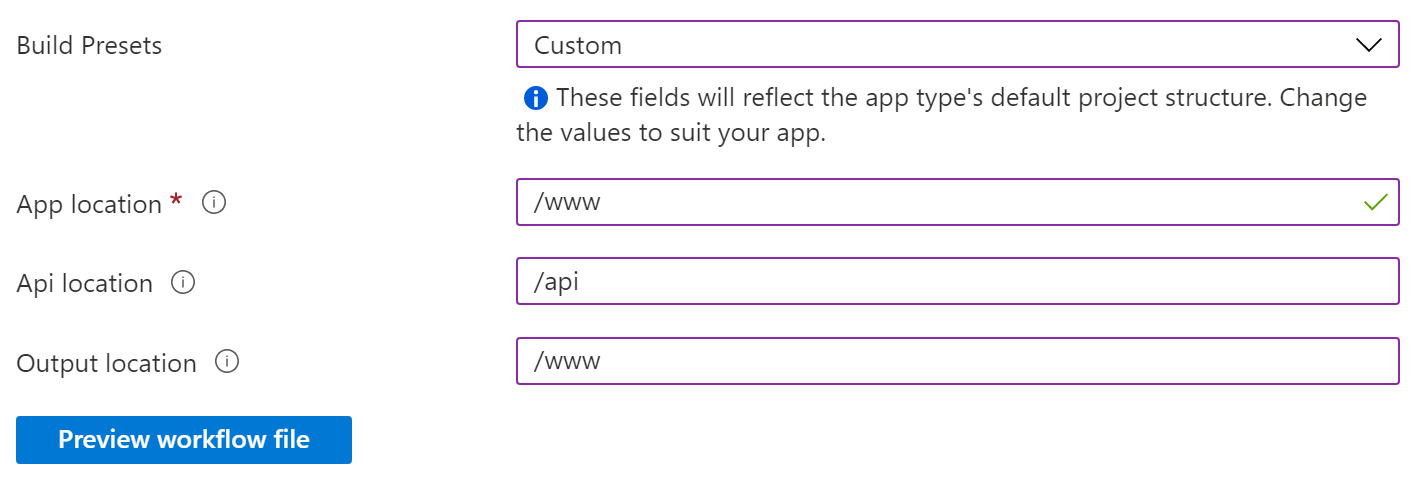 Build Presets
Custom
These fields will reflect the app type's default project structure. Change
the values to suit your app.
App location *
/www
Api location
/api
Output location
/www
Preview workflow file